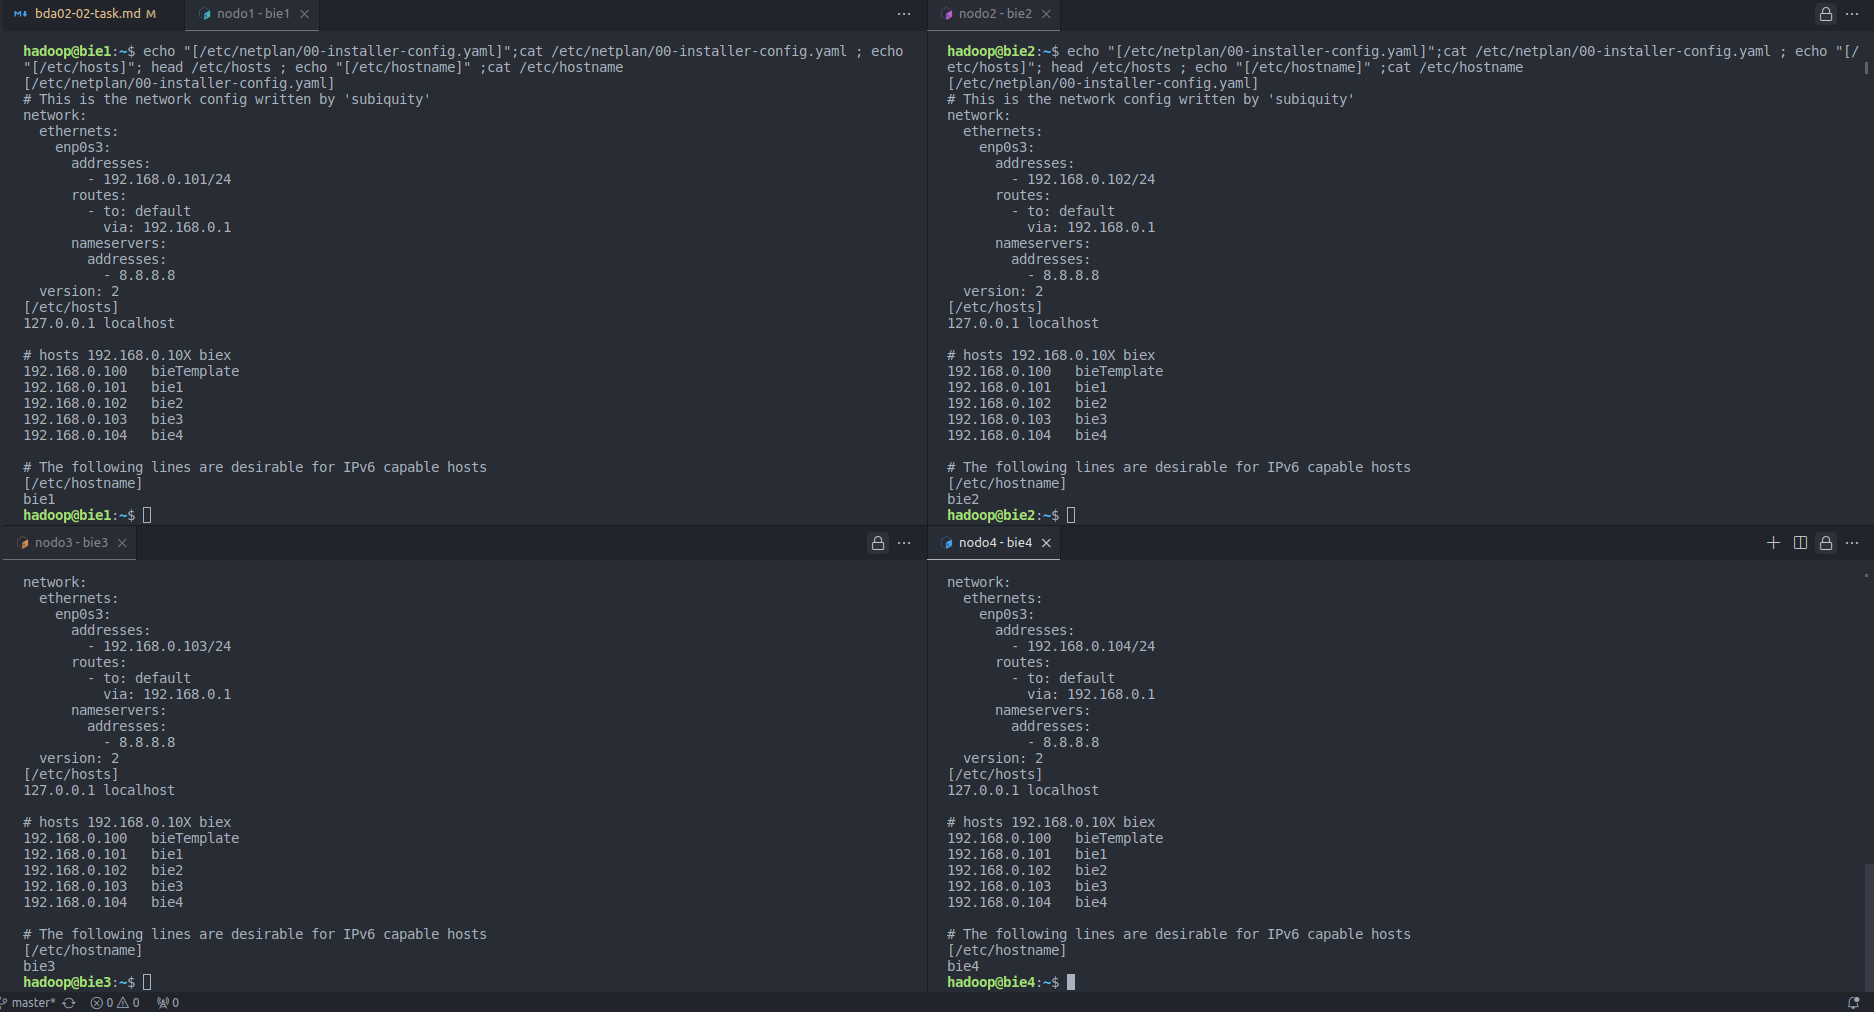 bda02-02-task.md M
nodo1 - bie1
hadoop@bie1:~$ echo "[/etc/netplan/00-installer-config.yaml]";cat /etc/netplan/00-installer-config.yaml ; echo
"[/etc/hosts]"; head /etc/hosts ; echo "[/etc/hostname]" ;cat /etc/hostname
[/etc/netplan/00-installer-config.yaml]
# This is the network config written by 'subiquity'
network:
  ethernets:
    enp0s3:
      addresses:
        - 192.168.0.101/24
      routes:
        - to: default
          via: 192.168.0.1
      nameservers:
        addresses:
          - 8.8.8.8
  version: 2
[/etc/hosts]
127.0.0.1 localhost

# hosts 192.168.0.10X biex
192.168.0.100   bieTemplate
192.168.0.101   bie1
192.168.0.102   bie2
192.168.0.103   bie3
192.168.0.104   bie4

# The following lines are desirable for IPv6 capable hosts
[/etc/hostname]
bie1
hadoop@bie1:~$
nodo2 - bie2
hadoop@bie2:~$ echo "[/etc/netplan/00-installer-config.yaml]";cat /etc/netplan/00-installer-config.yaml ; echo "[/
etc/hosts]"; head /etc/hosts ; echo "[/etc/hostname]" ;cat /etc/hostname
[/etc/netplan/00-installer-config.yaml]
# This is the network config written by 'subiquity'
network:
  ethernets:
    enp0s3:
      addresses:
        - 192.168.0.102/24
      routes:
        - to: default
          via: 192.168.0.1
      nameservers:
        addresses:
          - 8.8.8.8
  version: 2
[/etc/hosts]
127.0.0.1 localhost

# hosts 192.168.0.10X biex
192.168.0.100   bieTemplate
192.168.0.101   bie1
192.168.0.102   bie2
192.168.0.103   bie3
192.168.0.104   bie4

# The following lines are desirable for IPv6 capable hosts
[/etc/hostname]
bie2
hadoop@bie2:~$
nodo3 - bie3
network:
  ethernets:
    enp0s3:
      addresses:
        - 192.168.0.103/24
      routes:
        - to: default
          via: 192.168.0.1
      nameservers:
        addresses:
          - 8.8.8.8
  version: 2
[/etc/hosts]
127.0.0.1 localhost

# hosts 192.168.0.10X biex
192.168.0.100   bieTemplate
192.168.0.101   bie1
192.168.0.102   bie2
192.168.0.103   bie3
192.168.0.104   bie4

# The following lines are desirable for IPv6 capable hosts
[/etc/hostname]
bie3
hadoop@bie3:~$
nodo4 - bie4
network:
  ethernets:
    enp0s3:
      addresses:
        - 192.168.0.104/24
      routes:
        - to: default
          via: 192.168.0.1
      nameservers:
        addresses:
          - 8.8.8.8
  version: 2
[/etc/hosts]
127.0.0.1 localhost

# hosts 192.168.0.10X biex
192.168.0.100   bieTemplate
192.168.0.101   bie1
192.168.0.102   bie2
192.168.0.103   bie3
192.168.0.104   bie4

# The following lines are desirable for IPv6 capable hosts
[/etc/hostname]
bie4
hadoop@bie4:~$
master* 0 0 0